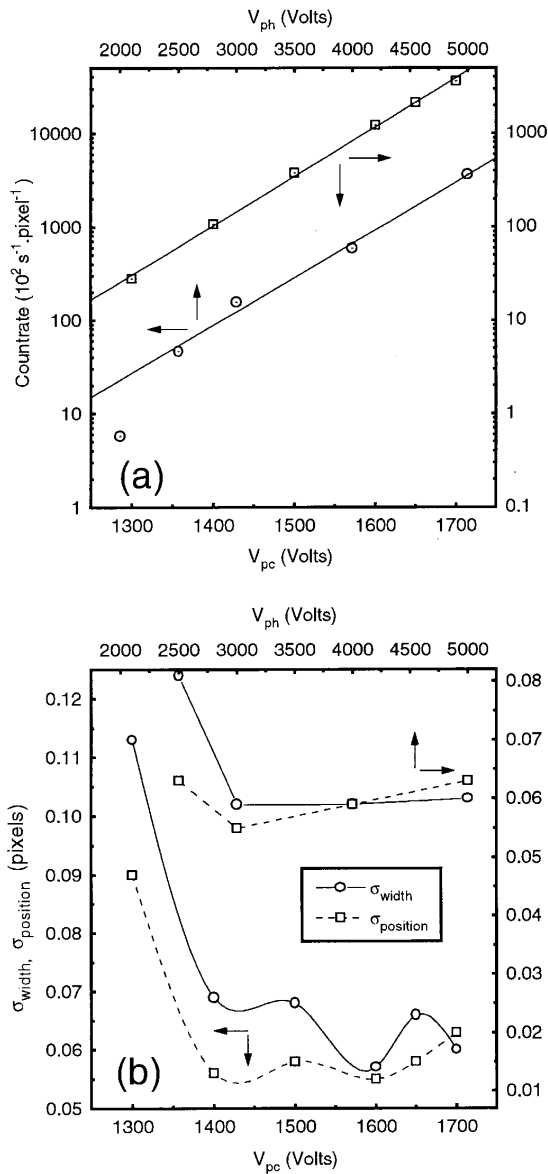 V_ph (Volts)
2000 2500 3000 3500 4000 4500 5000
10000
1000
100
10
1
1000
100
10
1
0.1
Countrate (10² s⁻¹.pixel⁻¹)
(a)
1300 1400 1500 1600 1700
V_pc (Volts)
V_ph (Volts)
2000 2500 3000 3500 4000 4500 5000
0.12
0.11
0.10
0.09
0.08
0.07
0.06
0.05
0.08
0.07
0.06
0.05
0.04
0.03
0.02
0.01
σ_width, σ_position (pixels)
σ_width
σ_position
(b)
1300 1400 1500 1600 1700
V_pc (Volts)